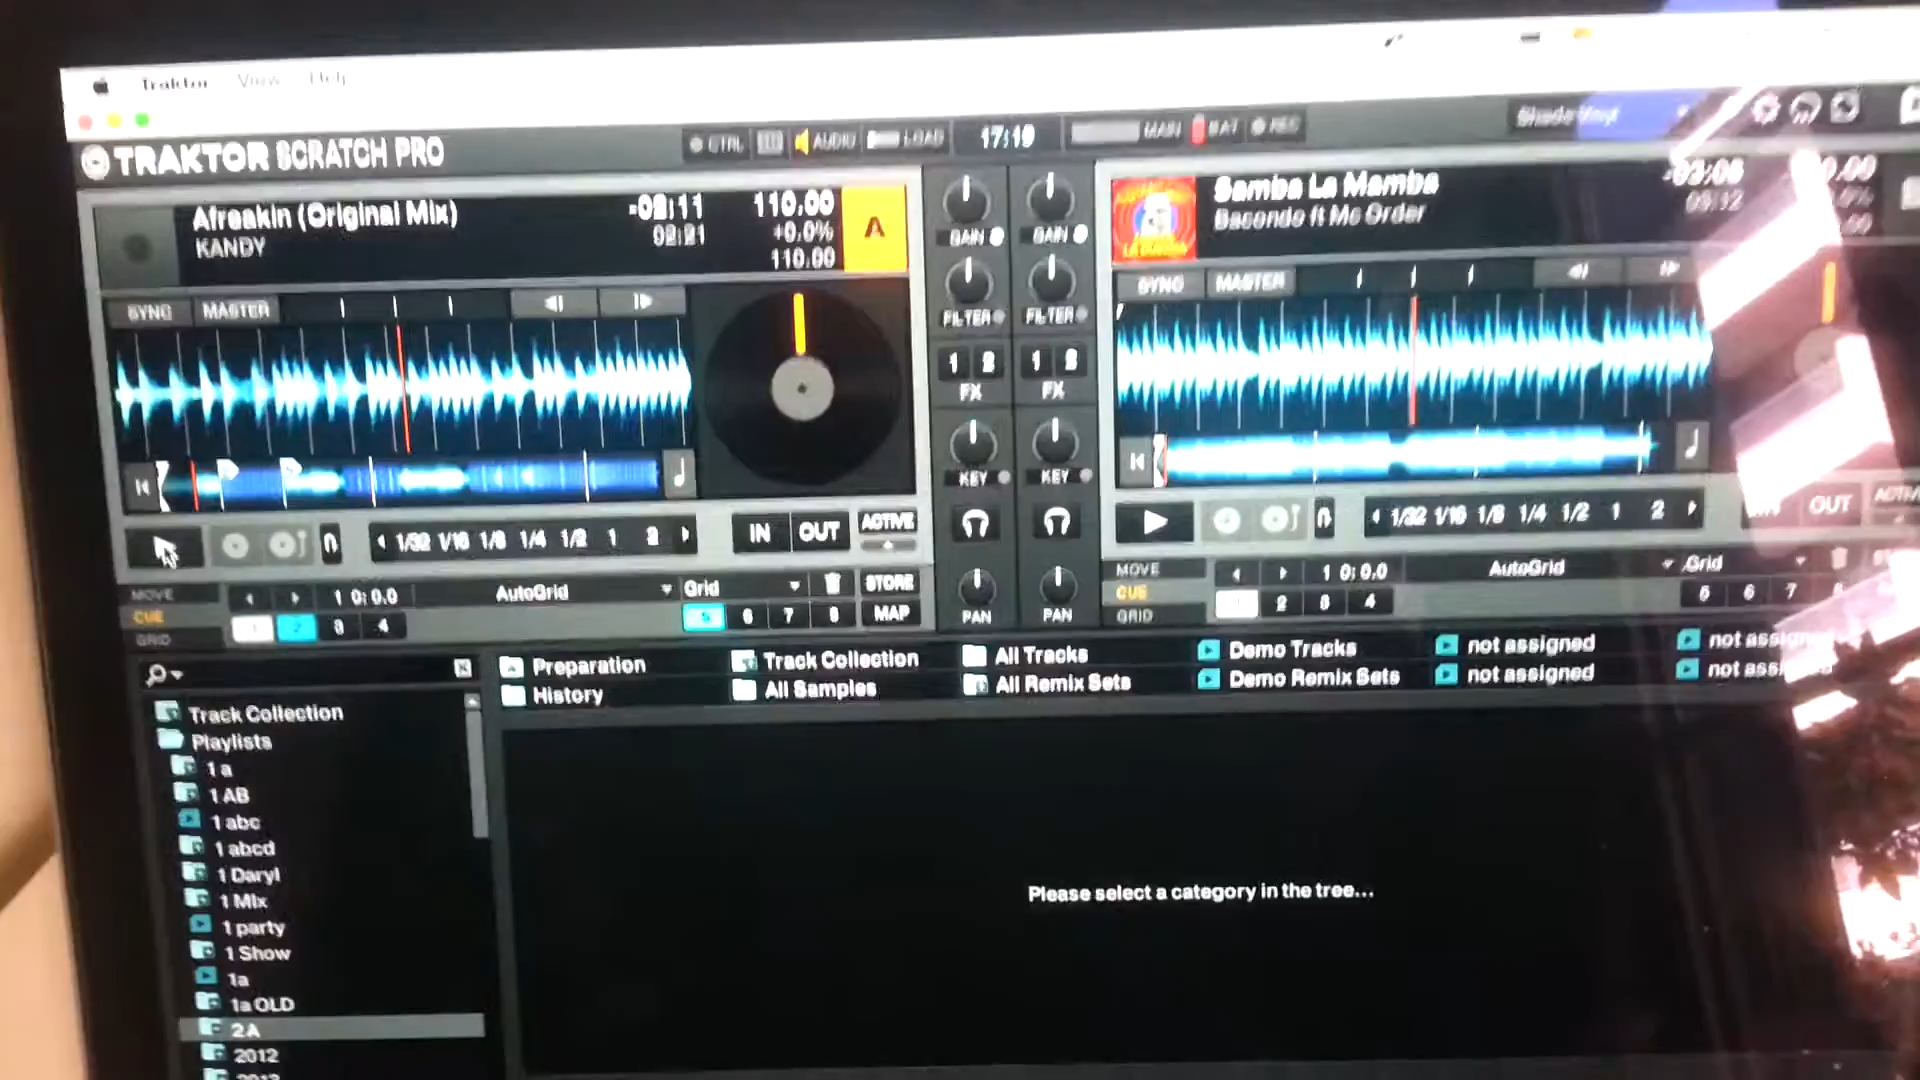 Traktor View Help
TRAKTOR SCRATCH PRO
CTRL AUDIO LOAD 17:19 MAIN BAT REC
Afreakin (Original Mix)
KANDY
110.00
+0.0%
110.00
A
SYNC MASTER
GAIN GAIN
FILTER FILTER
1 2 1 2
FX FX
KEY KEY
PAN PAN
Samba La Mamba
Bacondo ft Mc Order
SYNC MASTER
1/32 1/16 1/8 1/4 1/2 1 2
IN OUT ACTIVE
1/32 1/16 1/8 1/4 1/2 1 2
OUT
MOVE
CUE
GRID
1 0:0.0 AutoGrid Grid STORE
1 2 3 4 5 6 7 8 MAP
MOVE
CUE
GRID
1 0:0.0 AutoGrid Grid
2 3 4 5 6 7
Preparation Track Collection All Tracks Demo Tracks not assigned
History All Samples All Remix Sets Demo Remix Sets not assigned
Track Collection
Playlists
1 a
1 AB
1 abc
1 abcd
1 Daryl
1 Mix
1 party
1 Show
1a
1a OLD
2 A
2012
Please select a category in the tree...